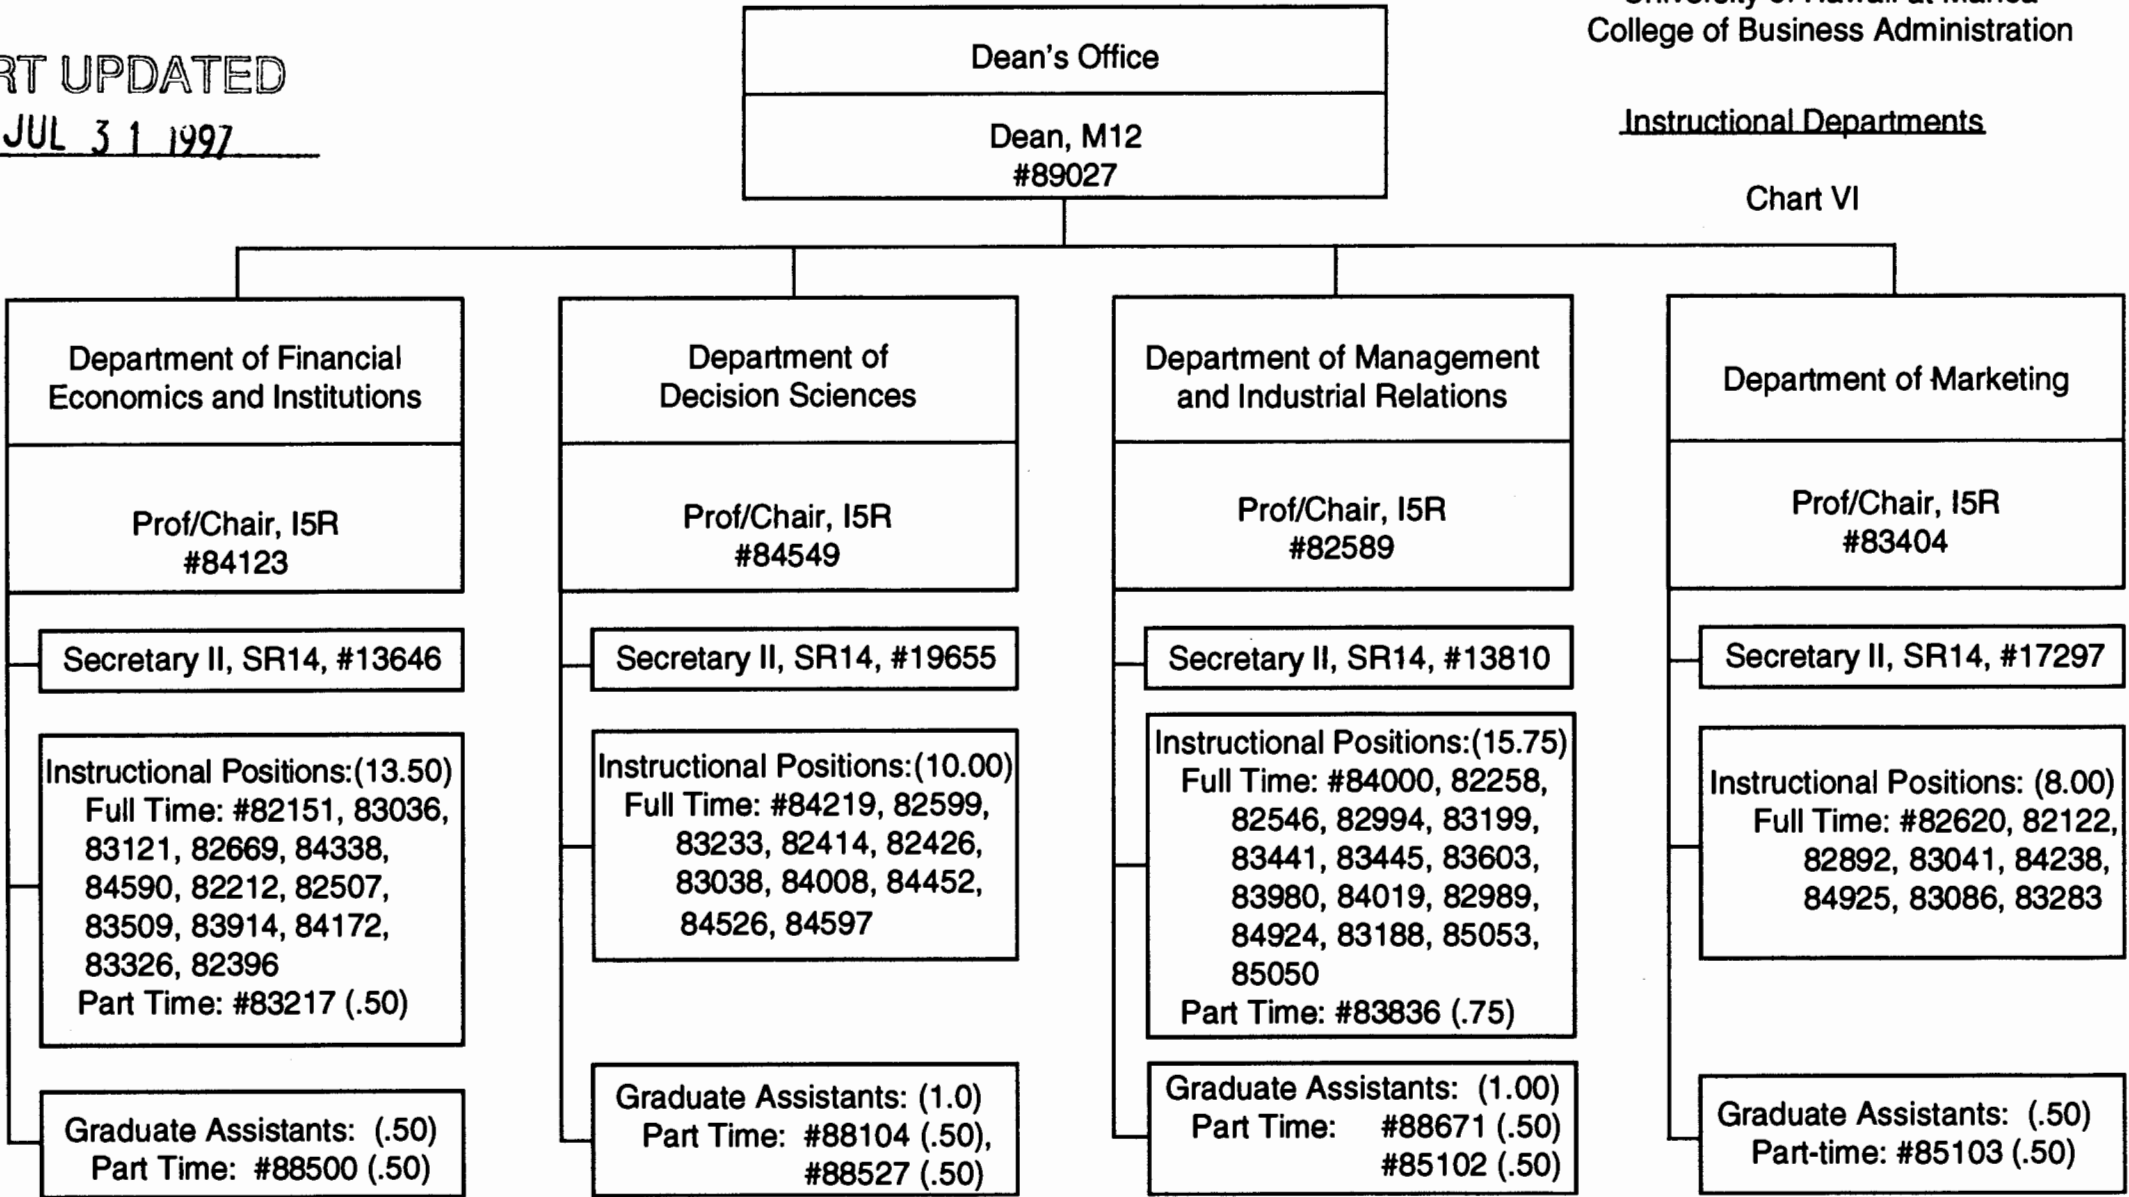 RT UPDATED
JUL 31 1997
College of Business Administration
Instructional Departments
Chart VI
Dean's Office
Dean, M12
#89027
Department of Financial
Economics and Institutions
Prof/Chair, I5R
#84123
Secretary II, SR14, #13646
Instructional Positions:(13.50)
Full Time: #82151, 83036,
83121, 82669, 84338,
84590, 82212, 82507,
83509, 83914, 84172,
83326, 82396
Part Time: #83217 (.50)
Graduate Assistants: (.50)
Part Time: #88500 (.50)
Department of
Decision Sciences
Prof/Chair, I5R
#84549
Secretary II, SR14, #19655
Instructional Positions:(10.00)
Full Time: #84219, 82599,
83233, 82414, 82426,
83038, 84008, 84452,
84526, 84597
Graduate Assistants: (1.0)
Part Time: #88104 (.50),
#88527 (.50)
Department of Management
and Industrial Relations
Prof/Chair, I5R
#82589
Secretary II, SR14, #13810
Instructional Positions:(15.75)
Full Time: #84000, 82258,
82546, 82994, 83199,
83441, 83445, 83603,
83980, 84019, 82989,
84924, 83188, 85053,
85050
Part Time: #83836 (.75)
Graduate Assistants: (1.00)
Part Time: #88671 (.50)
#85102 (.50)
Department of Marketing
Prof/Chair, I5R
#83404
Secretary II, SR14, #17297
Instructional Positions: (8.00)
Full Time: #82620, 82122,
82892, 83041, 84238,
84925, 83086, 83283
Graduate Assistants: (.50)
Part-time: #85103 (.50)